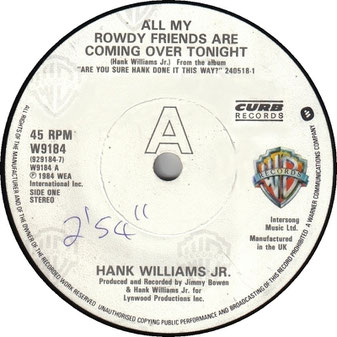 ALL MY
ROWDY FRIENDS ARE
COMING OVER TONIGHT
(Hank Williams Jr.) From the album
"ARE YOU SURE HANK DONE IT THIS WAY?" 240518-1
CURB
RECORDS
45 RPM
W9184
(929184-7)
W9184 A
℗ 1984 WEA
International Inc.
SIDE ONE
STEREO
A
WB
RECORDS
Intersong
Music Ltd.
Manufactured
in the UK
2'54"
HANK WILLIAMS JR.
Produced and Recorded by Jimmy Bowen
& Hank Williams Jr. for
Lynwood Productions Inc.
ALL RIGHTS OF THE MANUFACTURER AND OF THE OWNER OF THE RECORDED WORK RESERVED UNAUTHORISED COPYING PUBLIC PERFORMANCE AND BROADCASTING OF THIS RECORD PROHIBITED A WARNER COMMUNICATIONS COMPANY